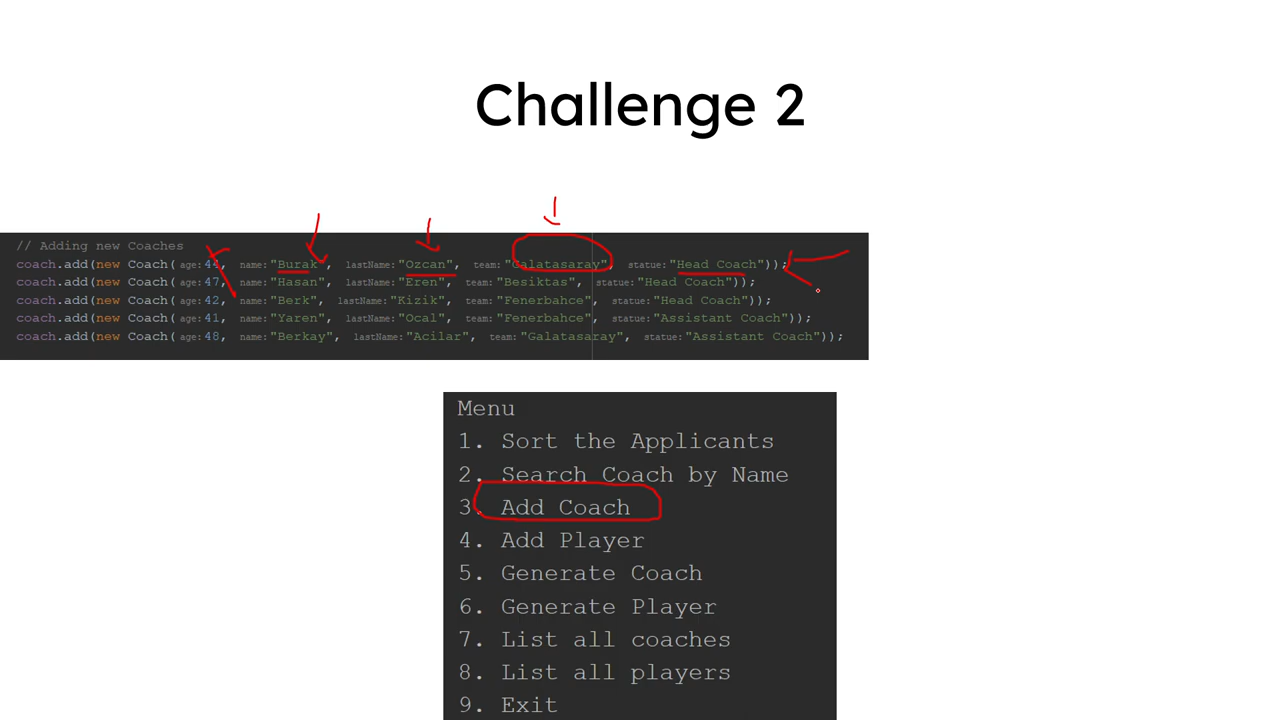 Challenge 2
// Adding new Coaches
coach.add(new Coach( age: 44, name: "Burak", lastName: "Ozcan", team: "Galatasaray", statue: "Head Coach"));
coach.add(new Coach( age: 47, name: "Hasan", lastName: "Eren", team: "Besiktas", statue: "Head Coach"));
coach.add(new Coach( age: 42, name: "Berk", lastName: "Kizik", team: "Fenerbahce", statue: "Head Coach"));
coach.add(new Coach( age: 41, name: "Yaren", lastName: "Ocal", team: "Fenerbahce", statue: "Assistant Coach"));
coach.add(new Coach( age: 48, name: "Berkay", lastName: "Acilar", team: "Galatasaray", statue: "Assistant Coach"));
Menu
1. Sort the Applicants
2. Search Coach by Name
3. Add Coach
4. Add Player
5. Generate Coach
6. Generate Player
7. List all coaches
8. List all players
9. Exit